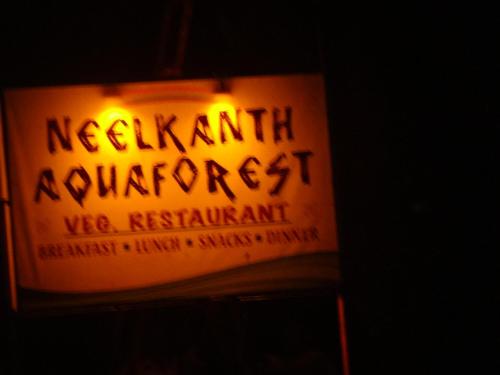 NEELKANTH
AQUAFOREST
VEG. RESTAURANT
BREAKFAST • LUNCH • SNACKS • DINNER